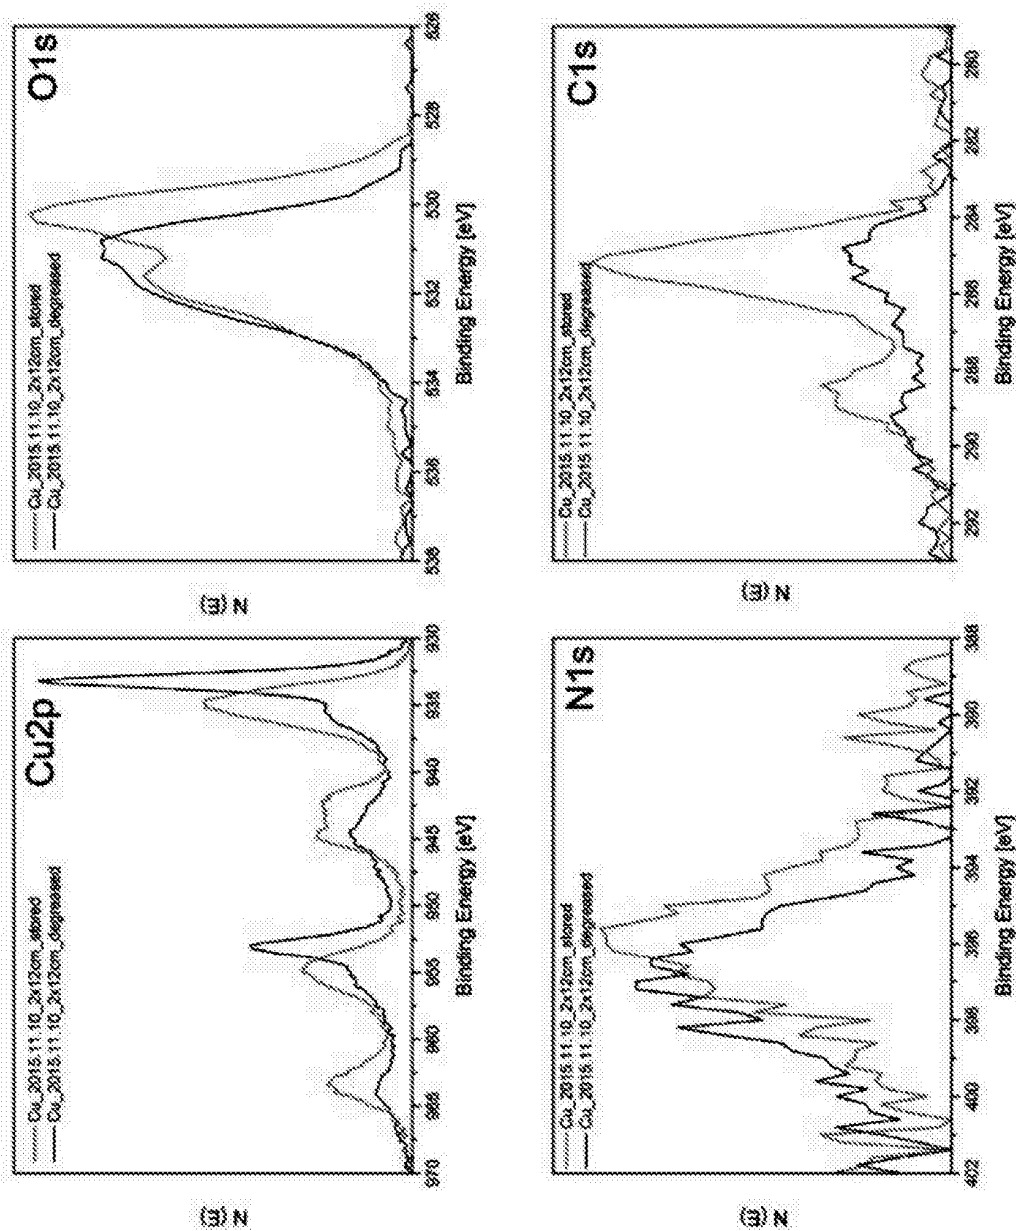 Cu2p
Cu_2015.11.10_2x12cm_stored
Cu_2015.11.10_2x12cm_degreased
N (E)
970 965 960 955 950 945 940 935 930
Binding Energy [eV]
O1s
Cu_2015.11.10_2x12cm_stored
Cu_2015.11.10_2x12cm_degreased
N (E)
538 536 534 532 530 528 526
Binding Energy [eV]
N1s
Cu_2015.11.10_2x12cm_stored
Cu_2015.11.10_2x12cm_degreased
N (E)
402 400 398 396 394 392 390 388
Binding Energy [eV]
C1s
Cu_2015.11.10_2x12cm_stored
Cu_2015.11.10_2x12cm_degreased
N (E)
292 290 288 286 284 282 280
Binding Energy [eV]